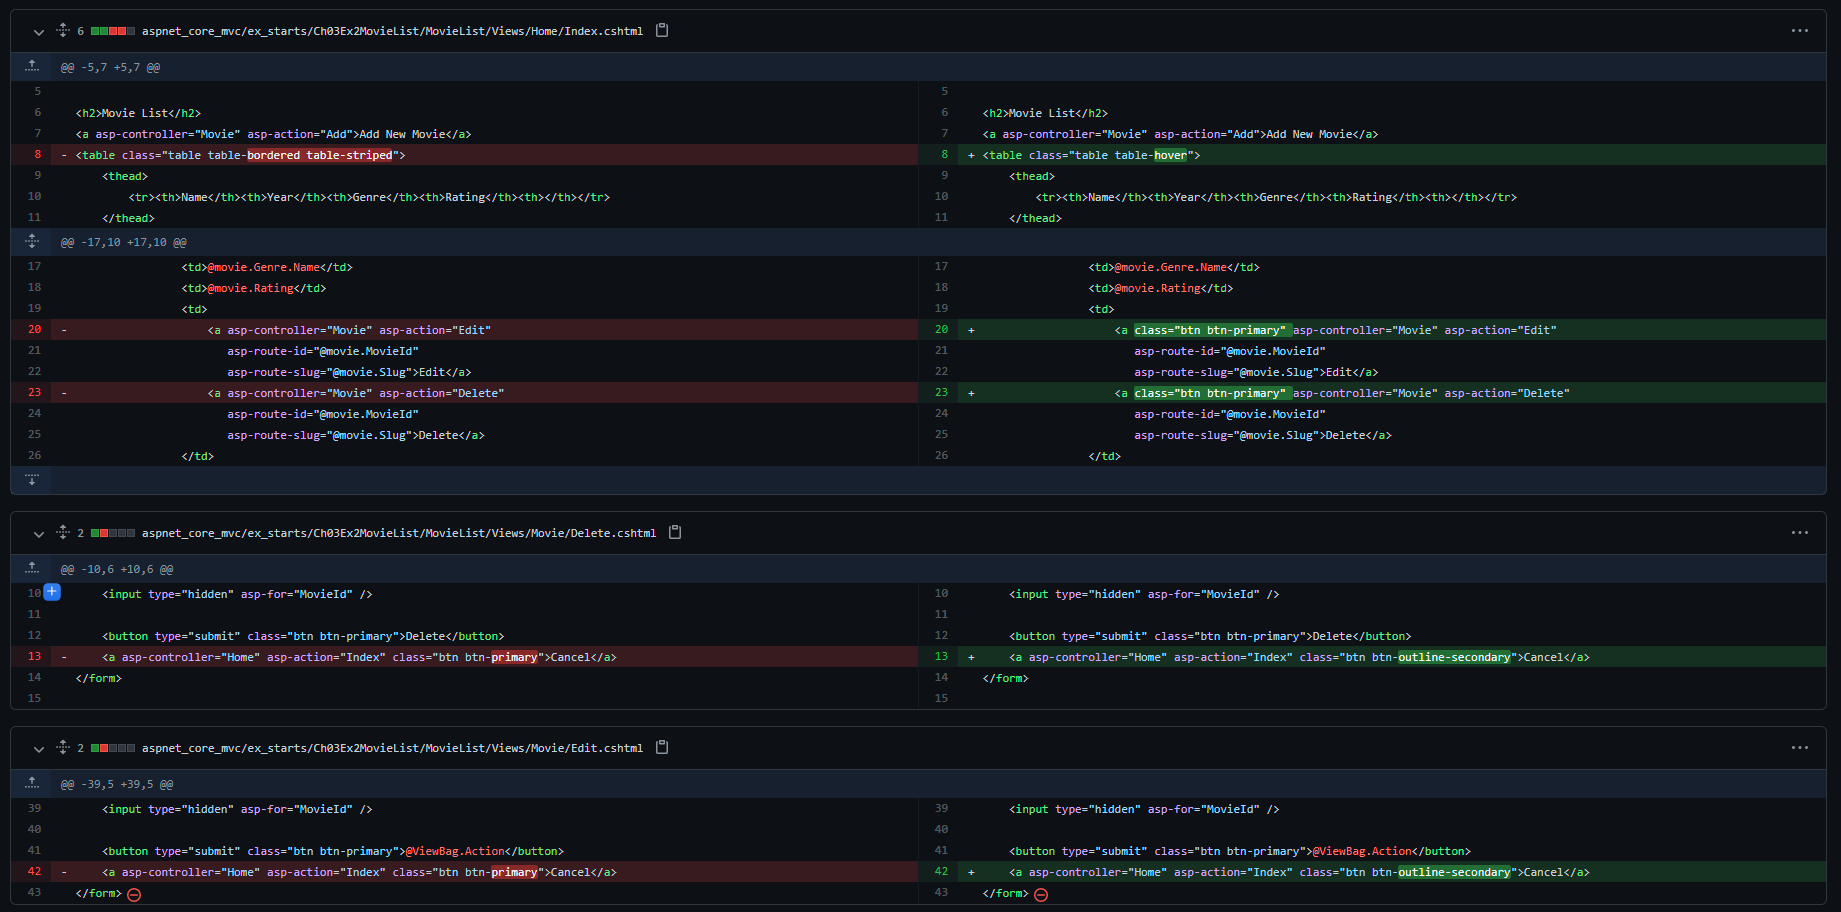 6 aspnet_core_mvc/ex_starts/Ch03Ex2MovieList/MovieList/Views/Home/Index.cshtml
@@ -5,7 +5,7 @@
5 5
6 <h2>Movie List</h2> 6 <h2>Movie List</h2>
7 <a asp-controller="Movie" asp-action="Add">Add New Movie</a> 7 <a asp-controller="Movie" asp-action="Add">Add New Movie</a>
8 - <table class="table table-bordered table-striped"> 8 + <table class="table table-hover">
9 <thead> 9 <thead>
10 <tr><th>Name</th><th>Year</th><th>Genre</th><th>Rating</th><th></th></tr> 10 <tr><th>Name</th><th>Year</th><th>Genre</th><th>Rating</th><th></th></tr>
11 </thead> 11 </thead>
@@ -17,10 +17,10 @@
17 <td>@movie.Genre.Name</td> 17 <td>@movie.Genre.Name</td>
18 <td>@movie.Rating</td> 18 <td>@movie.Rating</td>
19 <td> 19 <td>
20 - <a asp-controller="Movie" asp-action="Edit" 20 + <a class="btn btn-primary" asp-controller="Movie" asp-action="Edit"
21 asp-route-id="@movie.MovieId" 21 asp-route-id="@movie.MovieId"
22 asp-route-slug="@movie.Slug">Edit</a> 22 asp-route-slug="@movie.Slug">Edit</a>
23 - <a asp-controller="Movie" asp-action="Delete" 23 + <a class="btn btn-primary" asp-controller="Movie" asp-action="Delete"
24 asp-route-id="@movie.MovieId" 24 asp-route-id="@movie.MovieId"
25 asp-route-slug="@movie.Slug">Delete</a> 25 asp-route-slug="@movie.Slug">Delete</a>
26 </td> 26 </td>
2 aspnet_core_mvc/ex_starts/Ch03Ex2MovieList/MovieList/Views/Movie/Delete.cshtml
@@ -10,6 +10,6 @@
10 <input type="hidden" asp-for="MovieId" /> 10 <input type="hidden" asp-for="MovieId" />
11 11
12 <button type="submit" class="btn btn-primary">Delete</button> 12 <button type="submit" class="btn btn-primary">Delete</button>
13 - <a asp-controller="Home" asp-action="Index" class="btn btn-primary">Cancel</a> 13 + <a asp-controller="Home" asp-action="Index" class="btn btn-outline-secondary">Cancel</a>
14 </form> 14 </form>
15 15
2 aspnet_core_mvc/ex_starts/Ch03Ex2MovieList/MovieList/Views/Movie/Edit.cshtml
@@ -39,5 +39,5 @@
39 <input type="hidden" asp-for="MovieId" /> 39 <input type="hidden" asp-for="MovieId" />
40 40
41 <button type="submit" class="btn btn-primary">@ViewBag.Action</button> 41 <button type="submit" class="btn btn-primary">@ViewBag.Action</button>
42 - <a asp-controller="Home" asp-action="Index" class="btn btn-primary">Cancel</a> 42 + <a asp-controller="Home" asp-action="Index" class="btn btn-outline-secondary">Cancel</a>
43 </form> 43 </form>